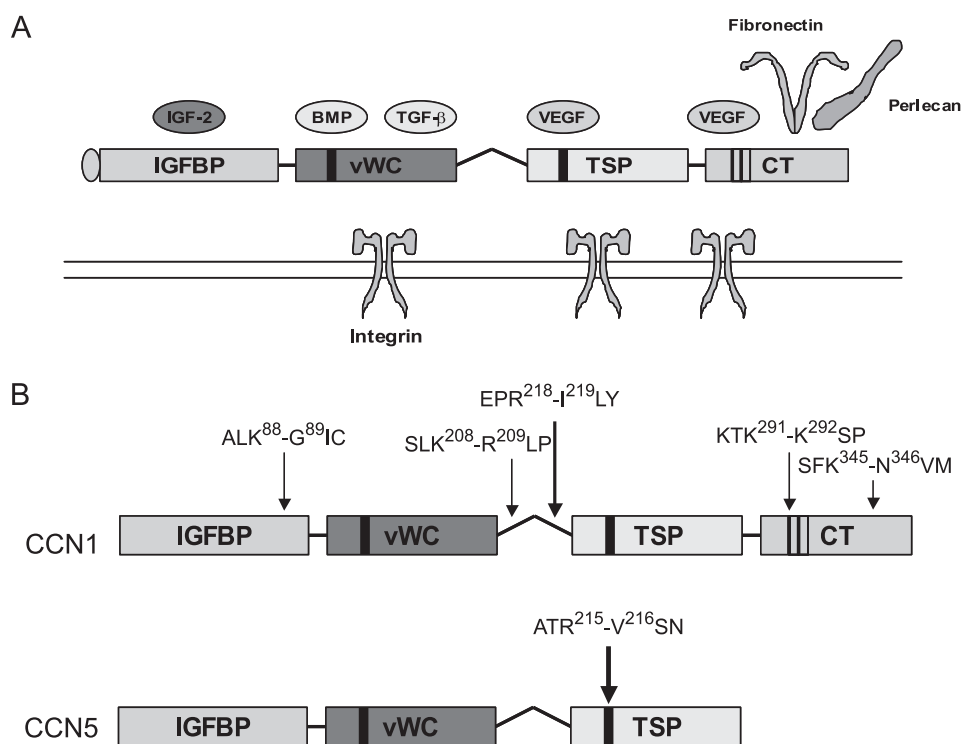 A
Fibronectin
Perlecan
IGF-2 BMP TGF-β VEGF VEGF
IGFBP vWC TSP CT
Integrin
B
EPR²¹⁸-I²¹⁹LY
ALK⁸⁸-G⁸⁹IC SLK²⁰⁸-R²⁰⁹LP KTK²⁹¹-K²⁹²SP
SFK³⁴⁵-N³⁴⁶VM
CCN1 IGFBP vWC TSP CT
ATR²¹⁵-V²¹⁶SN
CCN5 IGFBP vWC TSP